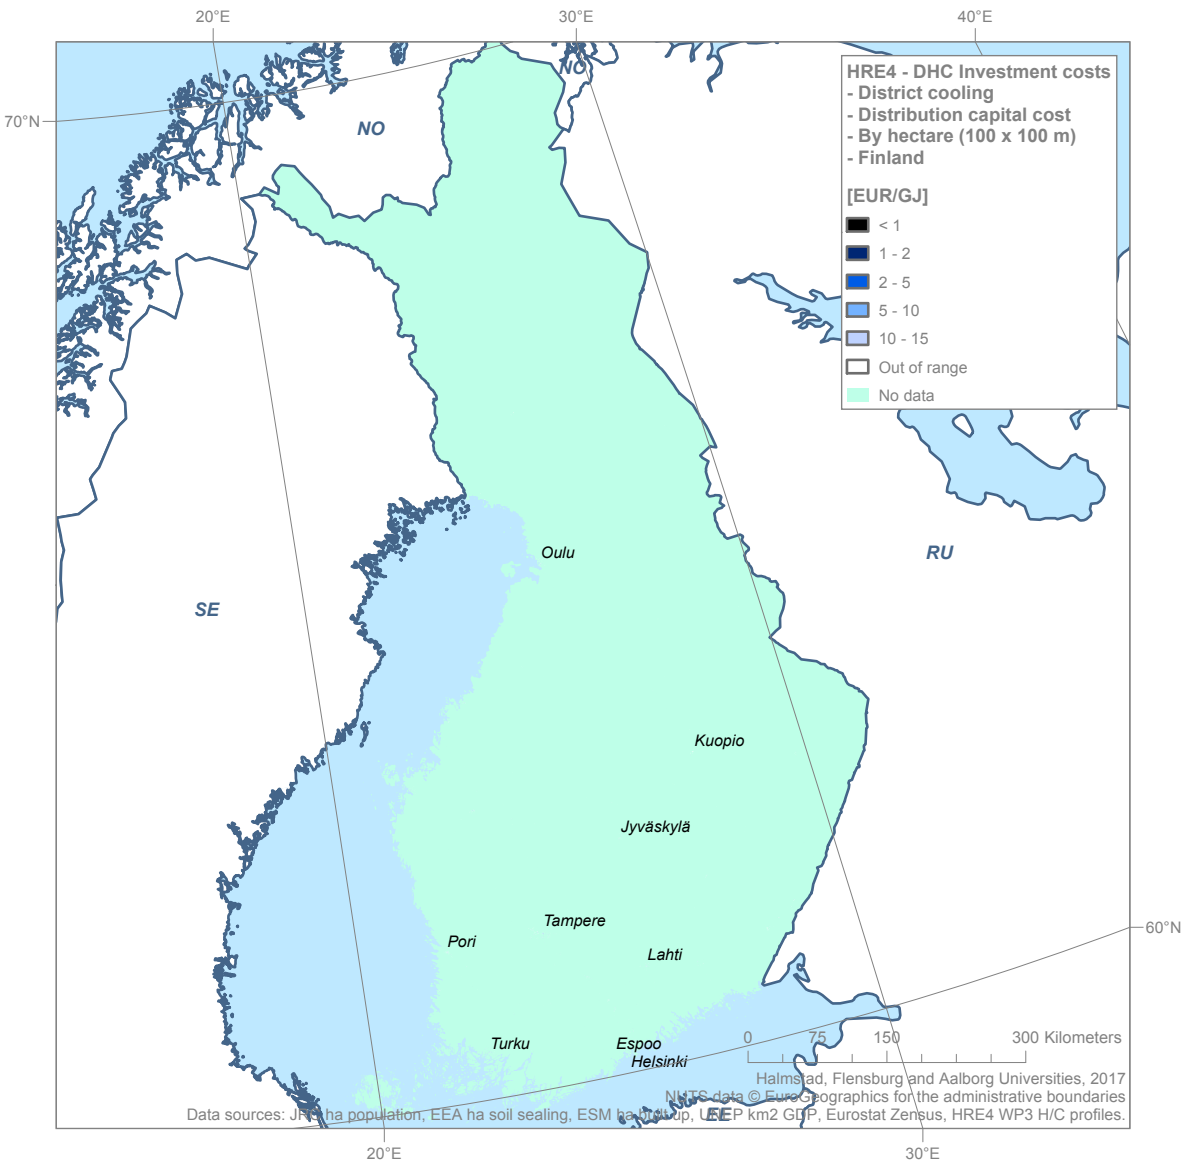 20°E
30°E
40°E
70°N
NO
NO
HRE4 - DHC Investment costs
- District cooling
- Distribution capital cost
- By hectare (100 x 100 m)
- Finland
[EUR/GJ]
< 1
1 - 2
2 - 5
5 - 10
10 - 15
Out of range
No data
Oulu
RU
SE
Kuopio
Jyväskylä
Tampere
Pori
Lahti
60°N
Turku
Espoo
Helsinki
0 75 150 300 Kilometers
Halmstad, Flensburg and Aalborg Universities, 2017
NUTS data © EuroGeographics for the administrative boundaries
EE
Data sources: JRC ha population, EEA ha soil sealing, ESM ha built up, UNEP km2 GDP, Eurostat Zensus, HRE4 WP3 H/C profiles.
20°E
30°E